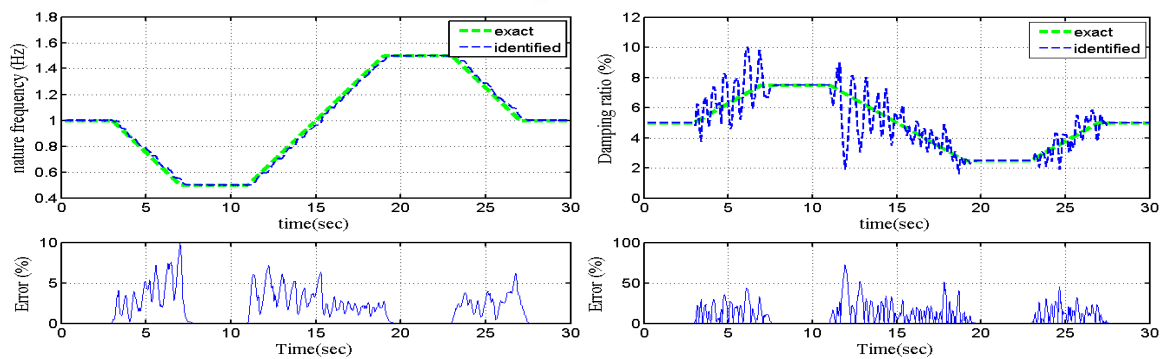 nature frequency (Hz)
1.8
1.6
1.4
1.2
1
0.8
0.6
0.4
0 5 10 15 20 25 30
time(sec)
exact
identified
Error (%)
10
5
0
0 5 10 15 20 25 30
Time(sec)
Damping ratio (%)
12
10
8
6
4
2
0
0 5 10 15 20 25 30
time(sec)
exact
identified
Error (%)
100
50
0
0 5 10 15 20 25 30
Time(sec)